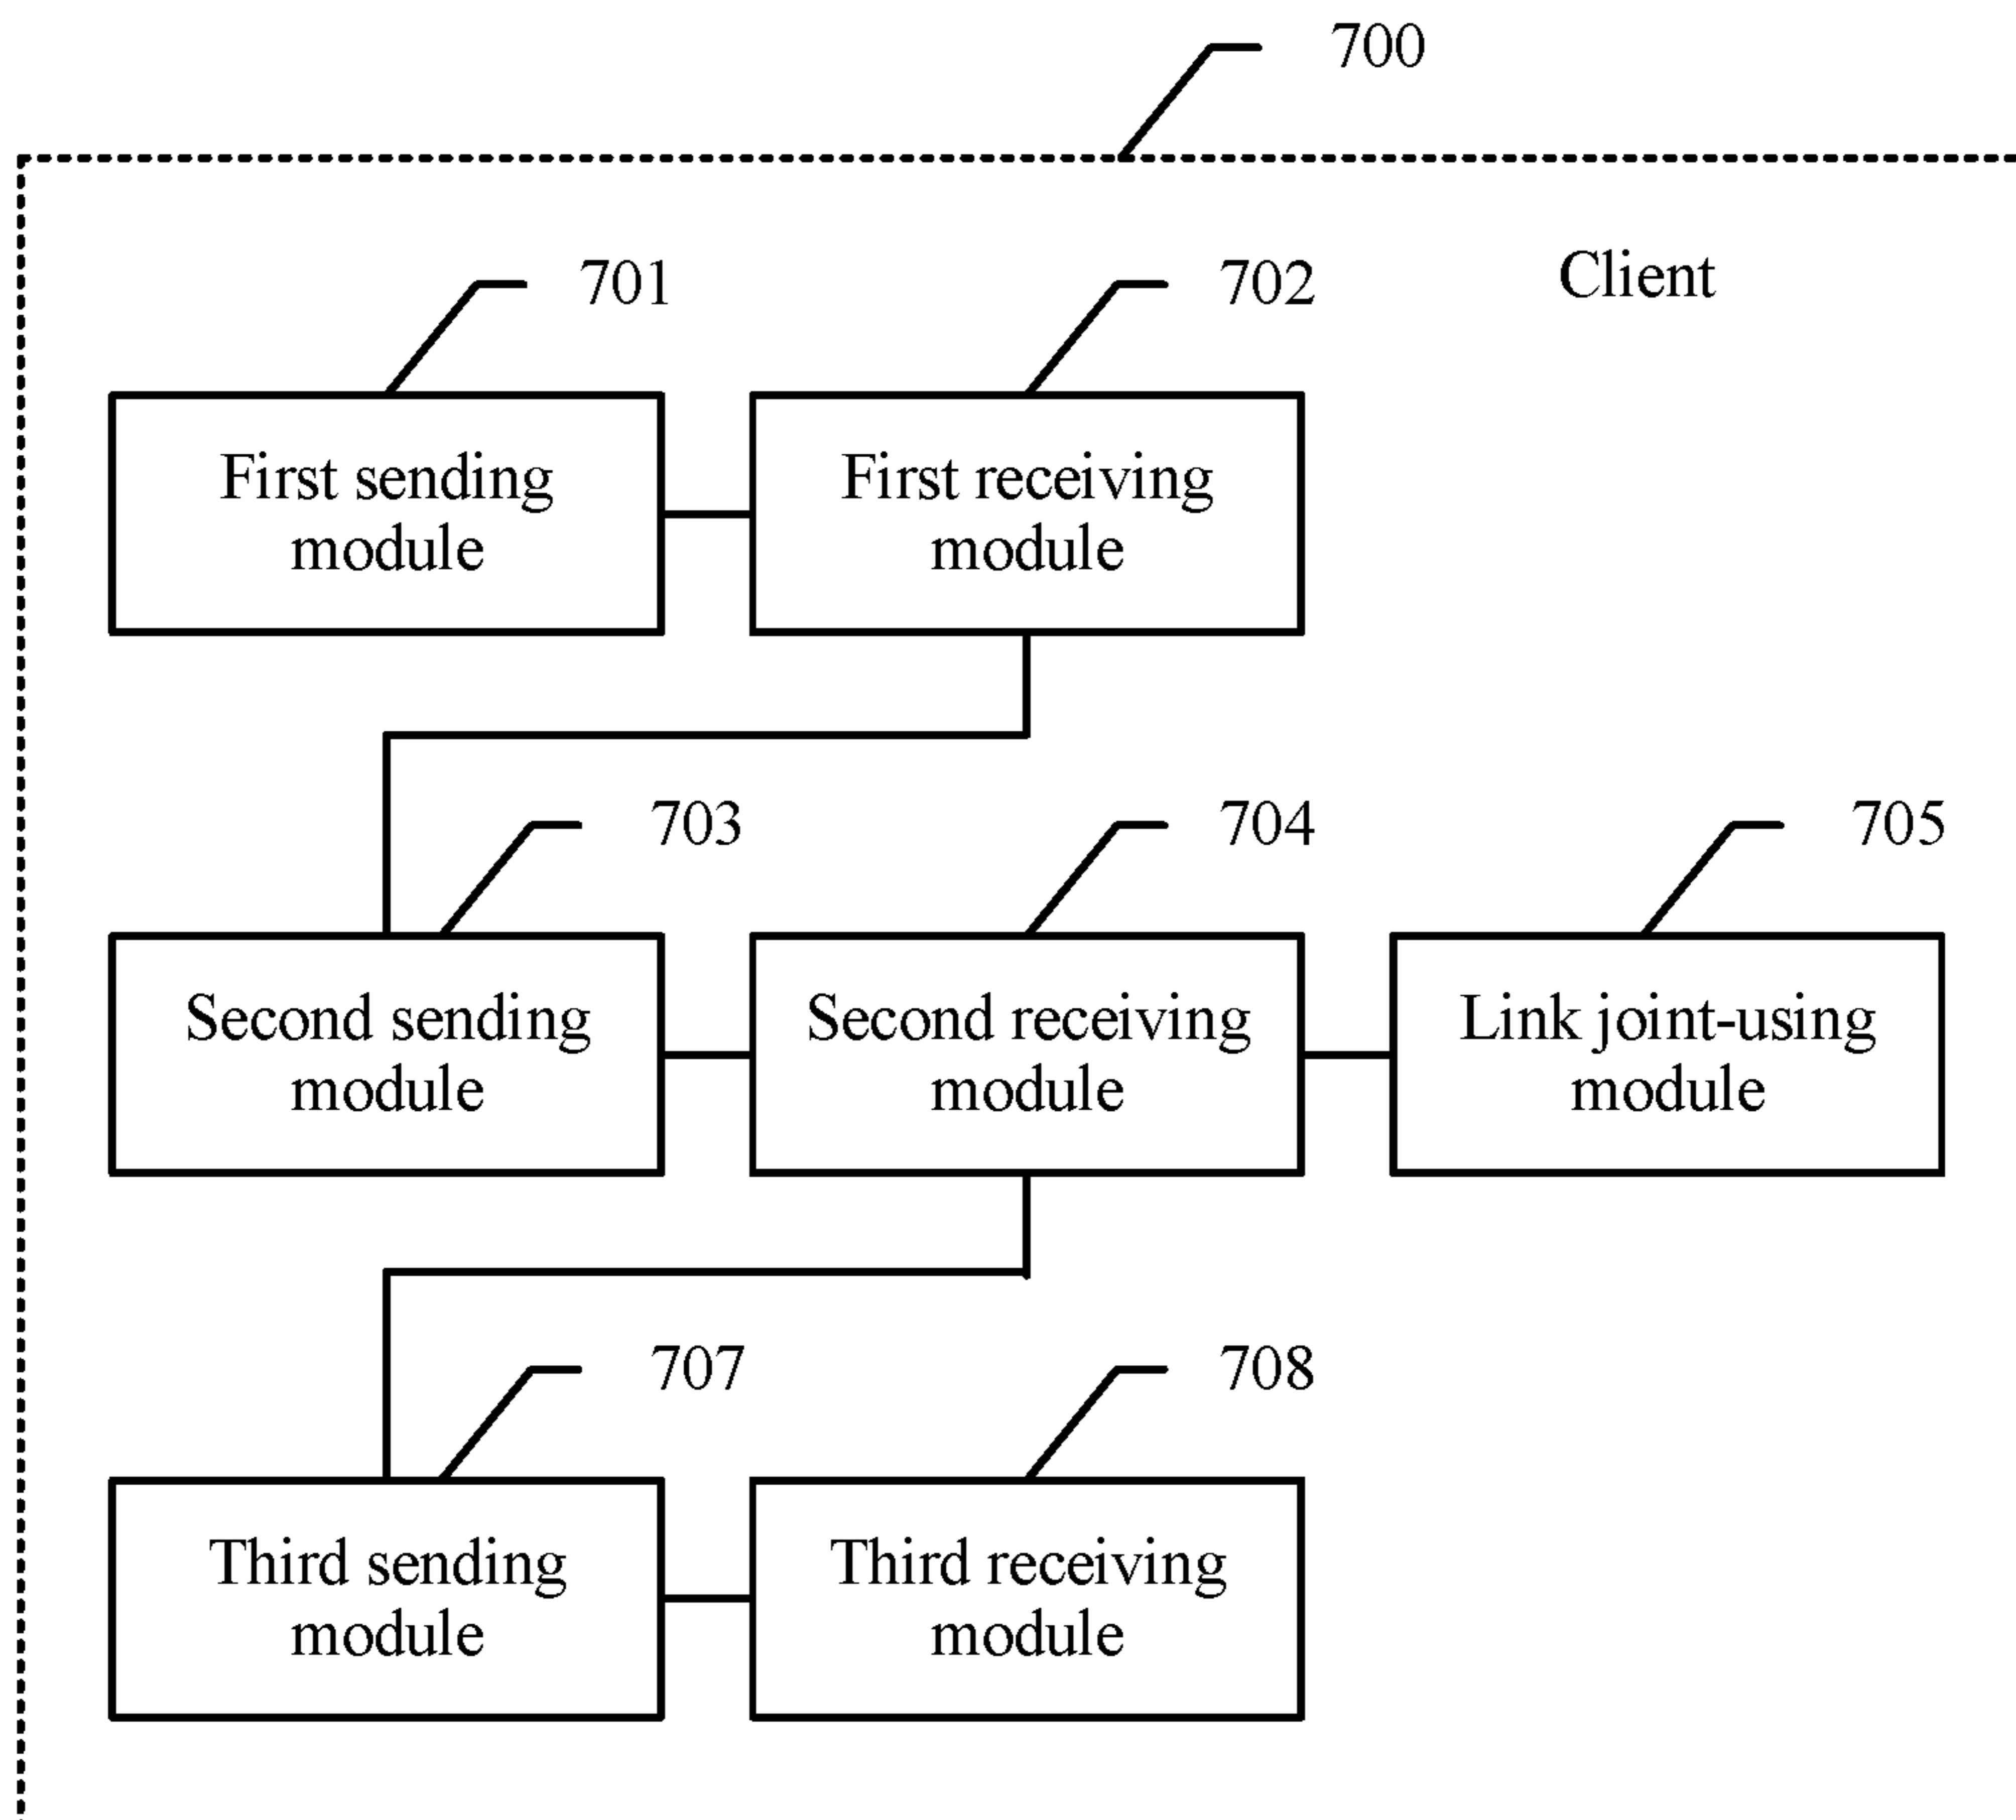 700
Client
701
702
First sending
module
First receiving
module
703
704
705
Second sending
module
Second receiving
module
Link joint-using
module
707
708
Third sending
module
Third receiving
module